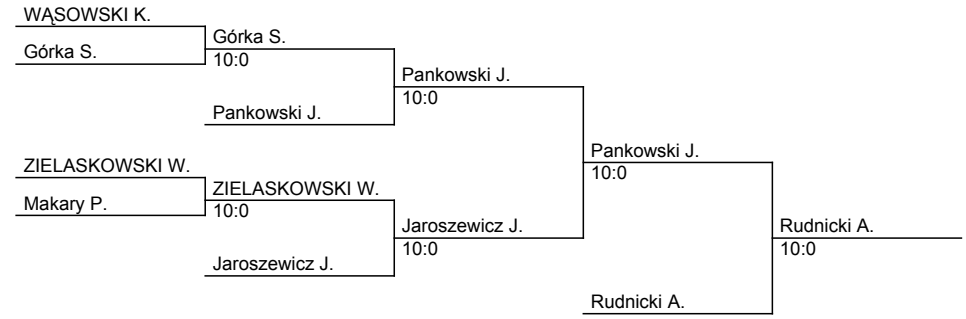 WĄSOWSKI K.
Górka S.
Górka S.
10:0
Pankowski J.
10:0
Pankowski J.
Pankowski J.
10:0
ZIELASKOWSKI W.
ZIELASKOWSKI W.
Makary P.
10:0
Jaroszewicz J.
Rudnicki A.
10:0
10:0
Jaroszewicz J.
Rudnicki A.